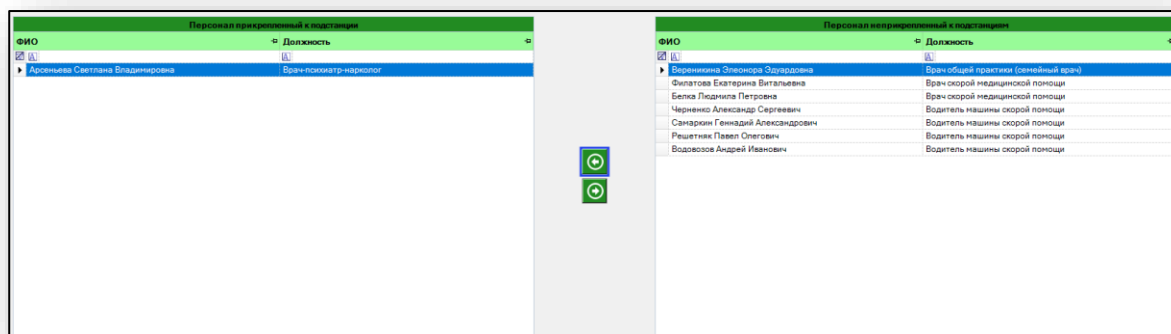 Персонал прикрепленный к подстанции
ФИО Должность
Арсеньева Светлана Владимировна Врач-психиатр-нарколог
Персонал неприкрепленный к подстанциям
ФИО Должность
Вереникина Элеонора Эдуардовна Врач общей практики (семейный врач)
Филатова Екатерина Витальевна Врач скорой медицинской помощи
Белка Людмила Петровна Врач скорой медицинской помощи
Черненко Александр Сергеевич Водитель машины скорой помощи
Самаркин Геннадий Александрович Водитель машины скорой помощи
Решетняк Павел Олегович Водитель машины скорой помощи
Водовозов Андрей Иванович Водитель машины скорой помощи